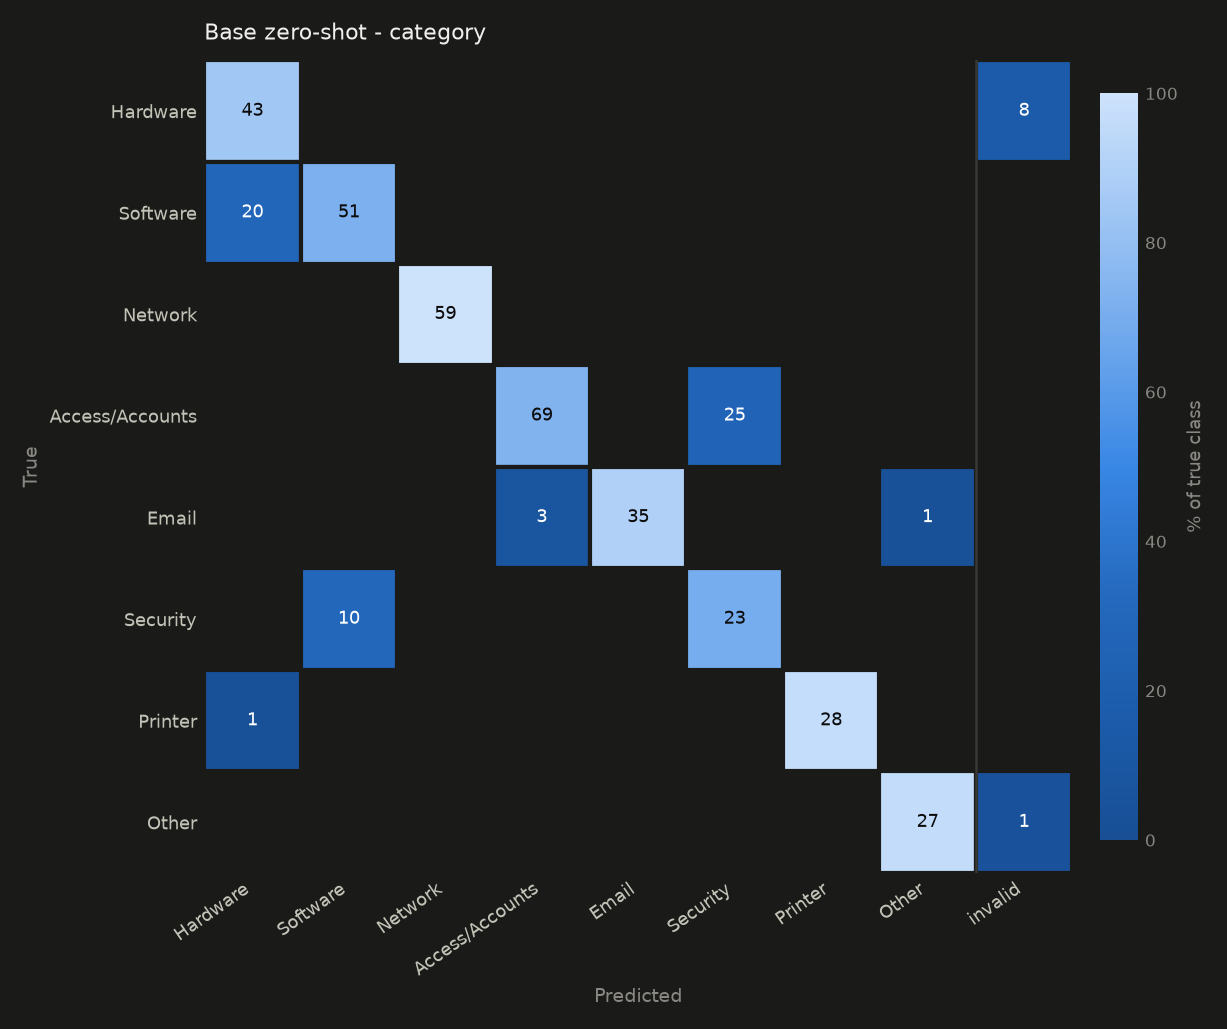 Base zero-shot - category
Hardware 43 8 100
Software 20 51 80
Network 59
Access/Accounts 69 25 60
Email 3 35 1
Security 10 23 40
Printer 1 28 20
Other 27 1 0
True
% of true class
Hardware Software Network Access/Accounts Email Security Printer Other invalid
Predicted